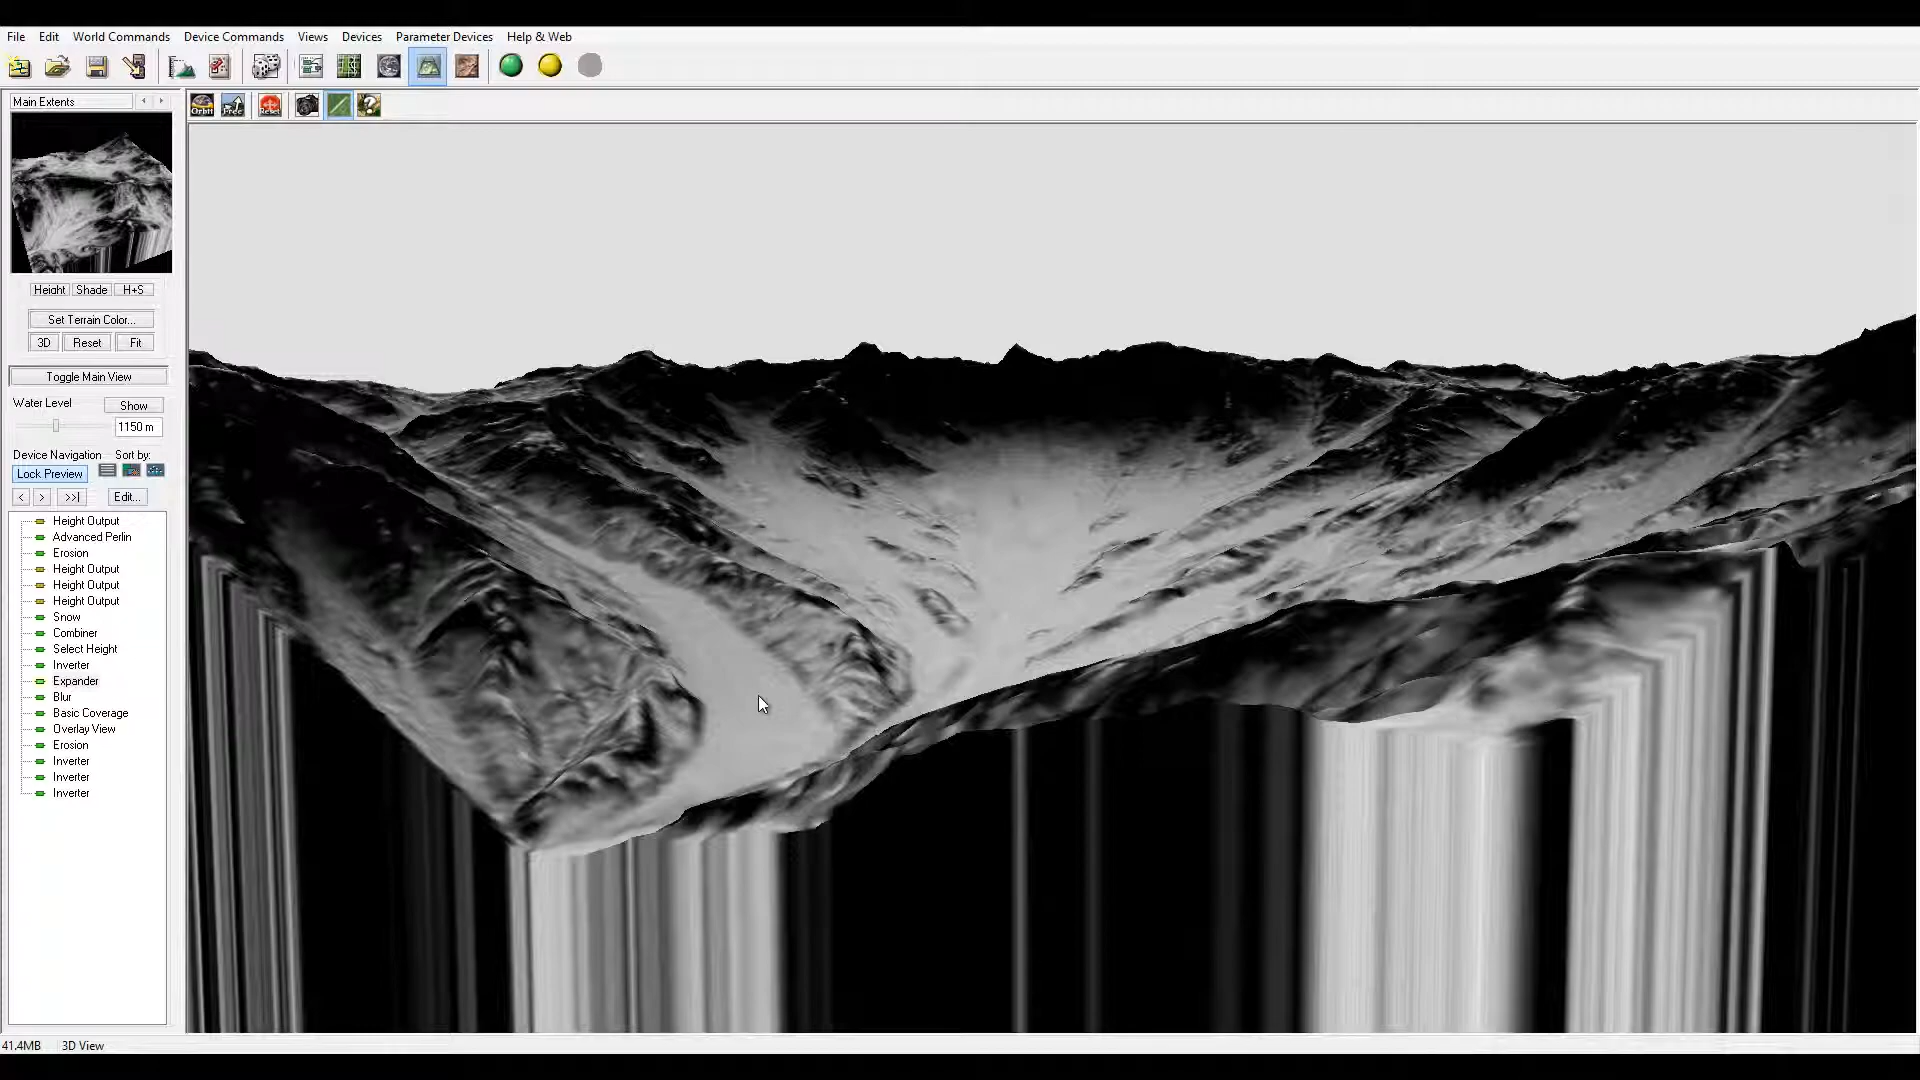 File Edit World Commands Device Commands Views Devices Parameter Devices Help & Web
Main Extents
Orbit Free Reset
Height Shade H+S
Set Terrain Color...
3D Reset Fit
Toggle Main View
Water Level Show
1150 m
Device Navigation Sort by:
Lock Preview
< > >>| Edit...
Height Output
Advanced Perlin
Erosion
Height Output
Height Output
Height Output
Snow
Combiner
Select Height
Inverter
Expander
Blur
Basic Coverage
Overlay View
Erosion
Inverter
Inverter
Inverter
41.4MB 3D View